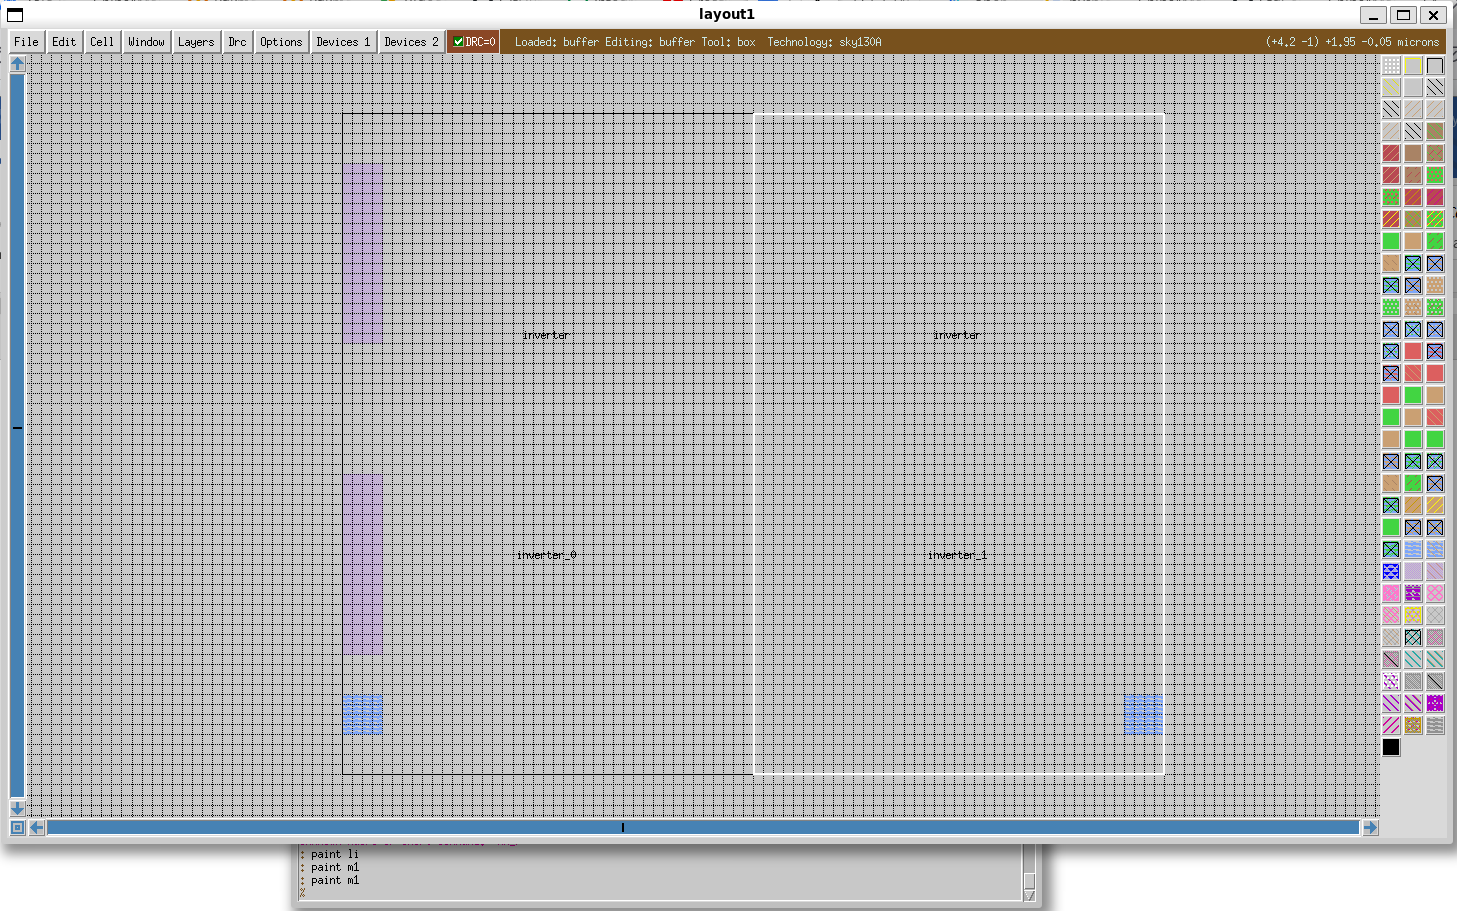 layout1
File Edit Cell Window Layers Drc Options Devices 1 Devices 2 DRC=0 Loaded: buffer Editing: buffer Tool: box Technology: sky130A (+4.2 -1) +1.95 -0.05 microns
inverter inverter
inverter_0 inverter_1
: paint li
: paint m1
: paint m1
%